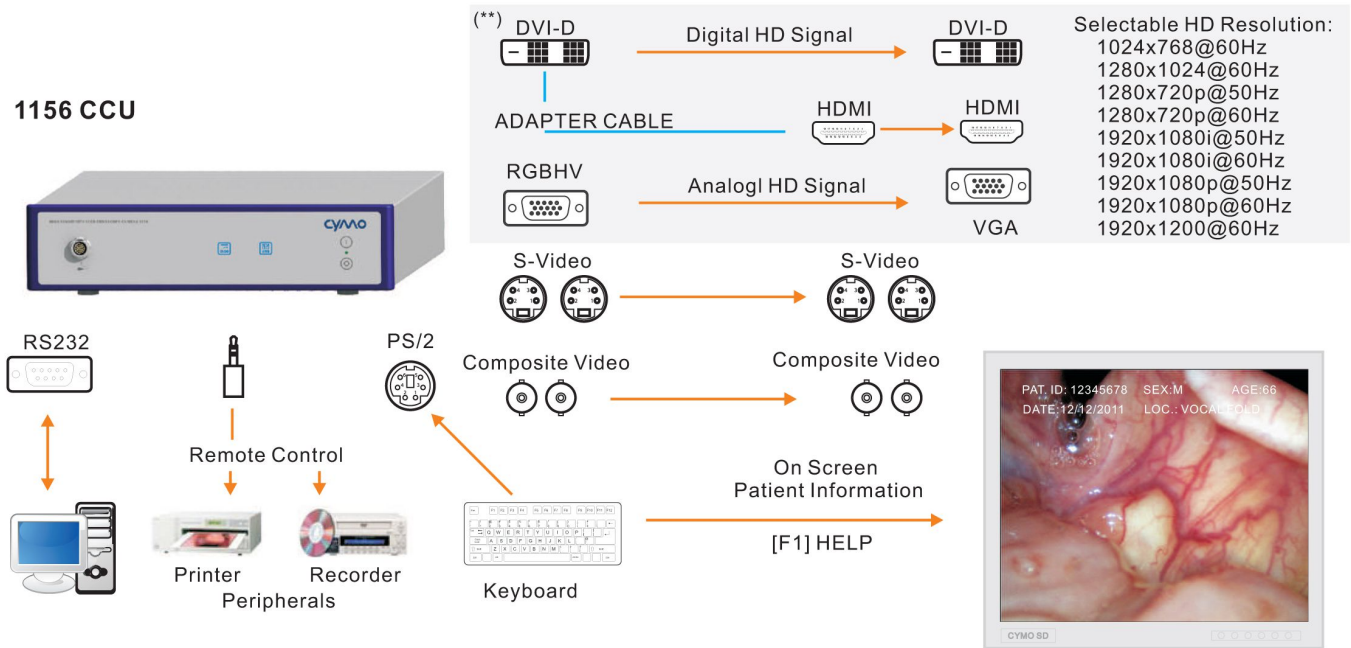 (**)
DVI-D
Digital HD Signal
DVI-D
Selectable HD Resolution:
1024x768@60Hz
1280x1024@60Hz
1280x720p@50Hz
1280x720p@60Hz
1920x1080i@50Hz
1920x1080i@60Hz
1920x1080p@50Hz
1920x1080p@60Hz
1920x1200@60Hz
ADAPTER CABLE
HDMI
HDMI
RGBHV
Analogl HD Signal
VGA
1156 CCU
CYMO
S-Video
S-Video
RS232
PS/2
Composite Video
Composite Video
Remote Control
Printer
Recorder
Peripherals
Keyboard
On Screen
Patient Information
[F1] HELP
PAT. ID: 12345678 SEX:M AGE:66
DATE:12/12/2011 LOC.: VOCAL FOLD
CYMO SD